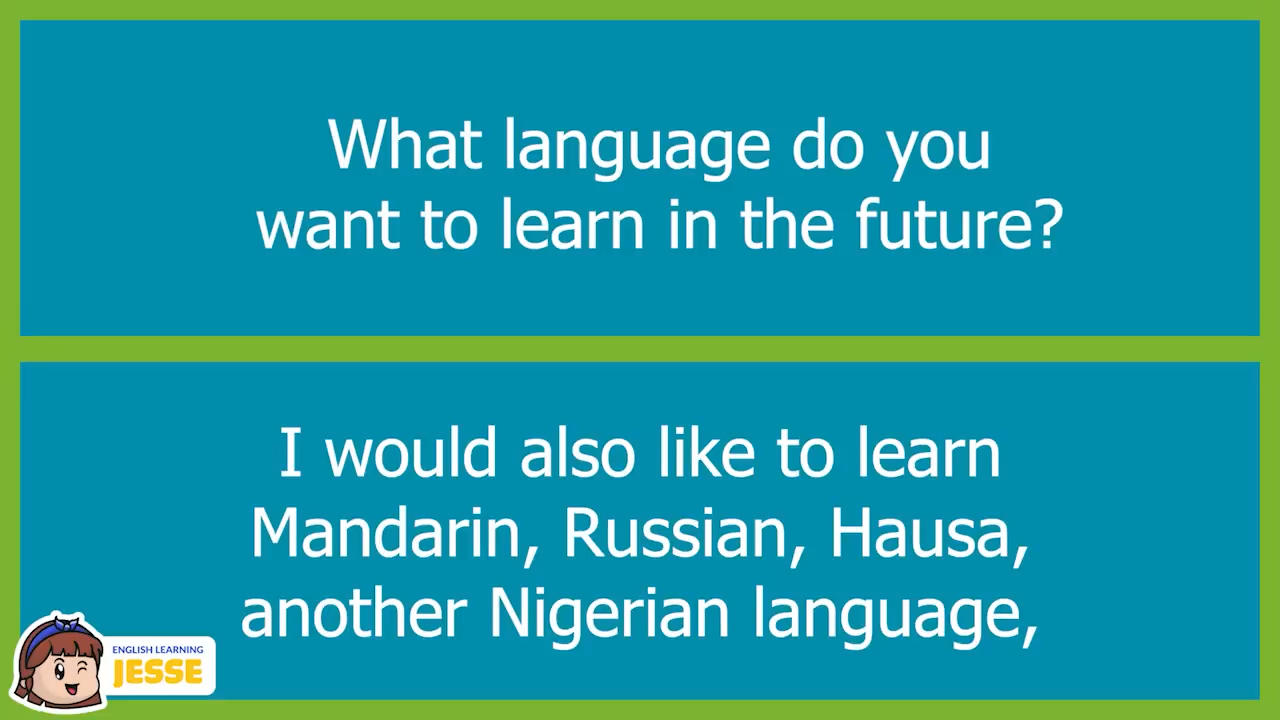 What language do you
want to learn in the future?
I would also like to learn
Mandarin, Russian, Hausa,
another Nigerian language,
ENGLISH LEARNING
JESSE